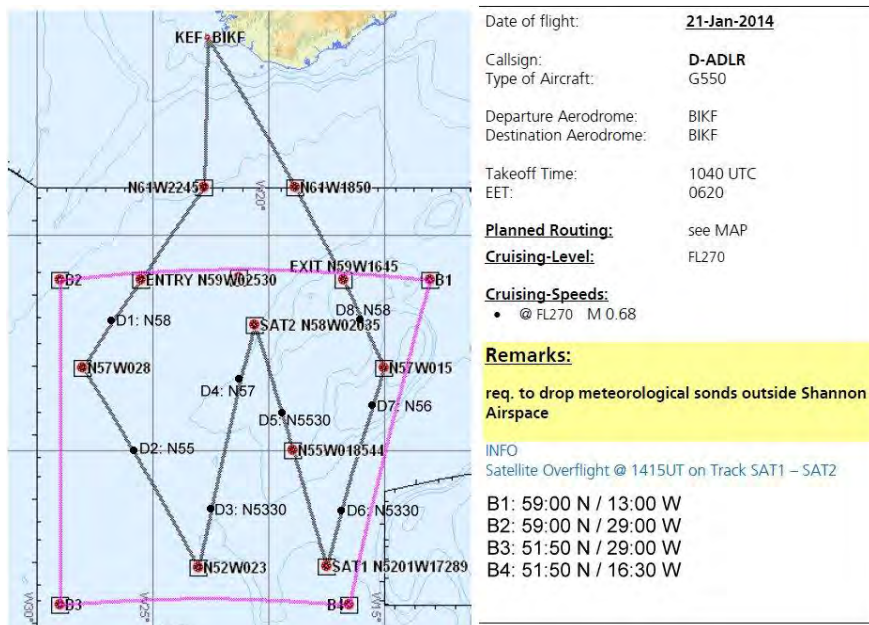 KEF BIKF
N61W2245
N61W1850
W20°
EXIT N59W1645
B2
ENTRY N59W02530
B1
D1: N58
SAT2 N58W02035
D8: N58
N57W028
D4: N57
N57W015
D7: N56
D5: N5530
D2: N55
N55W018544
D3: N5330
D6: N5330
N52W023
SAT1 N5201W17289
B3
B4
W30°
W25°
W15°
Date of flight: 21-Jan-2014
Callsign: D-ADLR
Type of Aircraft: G550
Departure Aerodrome: BIKF
Destination Aerodrome: BIKF
Takeoff Time: 1040 UTC
EET: 0620
Planned Routing: see MAP
Cruising-Level: FL270
Cruising-Speeds:
• @ FL270 M 0.68
Remarks:
req. to drop meteorological sonds outside Shannon
Airspace
INFO
Satellite Overflight @ 1415UT on Track SAT1 – SAT2
B1: 59:00 N / 13:00 W
B2: 59:00 N / 29:00 W
B3: 51:50 N / 29:00 W
B4: 51:50 N / 16:30 W